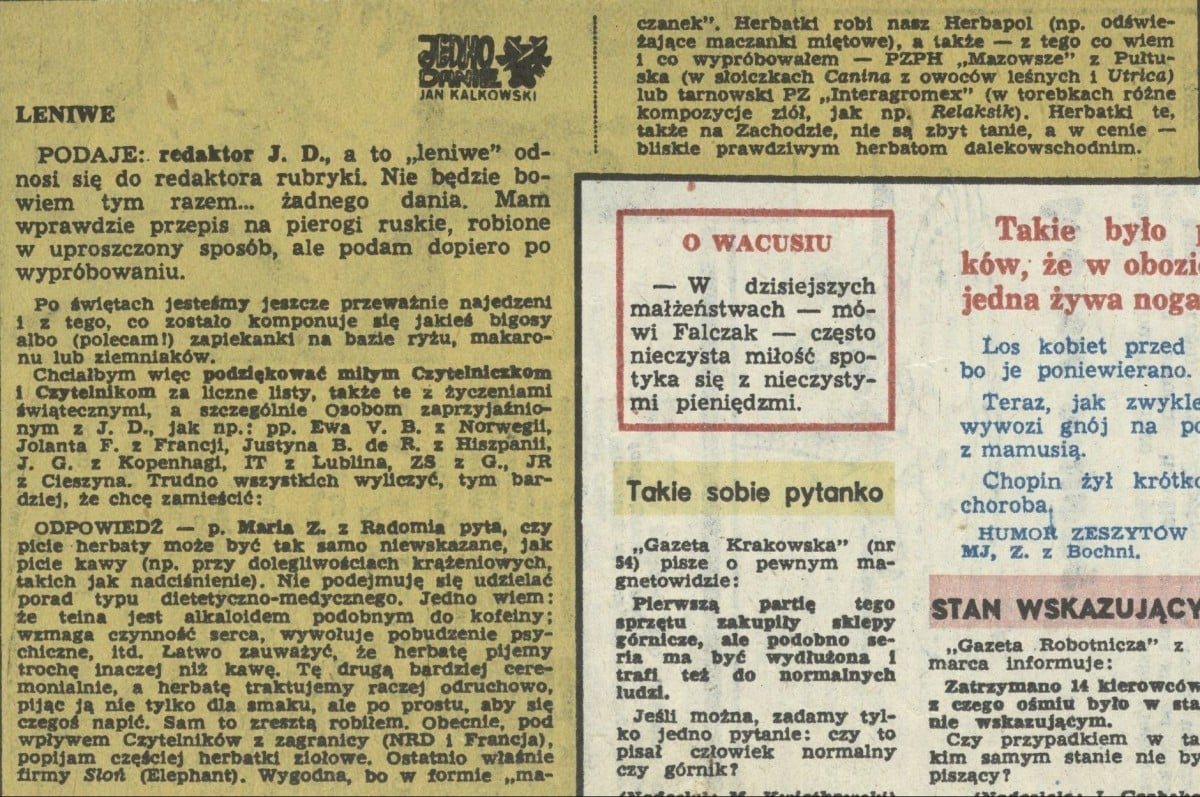 JEDNO
DANIE
JAN KALKOWSKI
LENIWE
PODAJE: redaktor J. D., a to „leniwe” od-
nosi się do redaktora rubryki. Nie będzie bo-
wiem tym razem... żadnego dania. Mam
wprawdzie przepis na pierogi ruskie, robione
w uproszczony sposób, ale podam dopiero po
wypróbowaniu.
Po świętach jesteśmy jeszcze przeważnie najedzeni
i z tego, co zostało komponuje się jakieś bigosy
albo (polecam!) zapiekanki na bazie ryżu, makaro-
nu lub ziemniaków.
Chciałbym więc podziękować miłym Czytelniczkom
i Czytelnikom za liczne listy, także te z życzeniami
świątecznymi, a szczególnie Osobom zaprzyjaźnio-
nym z J. D., jak np.: pp. Ewa V. B. z Norwegii,
Jolanta F. z Francji, Justyna B. de R. z Hiszpanii,
J. G. z Kopenhagi, IT z Lublina, ZS z G., JR
z Cieszyna. Trudno wszystkich wyliczyć, tym bar-
dziej, że chcę zamieścić:
ODPOWIEDŹ — p. Maria Z. z Radomia pyta, czy
picie herbaty może być tak samo niewskazane, jak
picie kawy (np. przy dolegliwościach krążeniowych,
takich jak nadciśnienie). Nie podejmuję się udzielać
porad typu dietetyczno-medycznego. Jedno wiem:
że teina jest alkaloidem podobnym do kofeiny;
wzmaga czynność serca, wywołuje pobudzenie psy-
chiczne, itd. Łatwo zauważyć, że herbatę pijemy
trochę inaczej niż kawę. Tę drugą bardziej cere-
monialnie, a herbatę traktujemy raczej odruchowo,
pijąc ją nie tylko dla smaku, ale po prostu, aby się
czegoś napić. Sam to zresztą robiłem. Obecnie, pod
wpływem Czytelników z zagranicy (NRD i Francja),
popijam częściej herbatki ziołowe. Ostatnio właśnie
firmy Słoń (Elephant). Wygodna, bo w formie „ma-
czanek”. Herbatki robi nasz Herbapol (np. odświe-
żające maczanki miętowe), a także — z tego co wiem
i co wypróbowałem — PZPH „Mazowsze” z Pułtu-
ska (w słoiczkach Canina z owoców leśnych i Utrica)
lub tarnowski PZ „Interagromex” (w torebkach różne
kompozycje ziół, jak np. Relaksik). Herbatki te,
także na Zachodzie, nie są zbyt tanie, a w cenie —
bliskie prawdziwym herbatom dalekowschodnim.
O WACUSIU
— W dzisiejszych
małżeństwach — mó-
wi Falczak — często
nieczysta miłość spo-
tyka się z nieczysty-
mi pieniędzmi.
Takie sobie pytanko
„Gazeta Krakowska” (nr
54) pisze o pewnym ma-
gnetowidzie:
Pierwszą partię tego
sprzętu zakupiły sklepy
górnicze, ale podobno se-
ria ma być wydłużona i
trafi też do normalnych
ludzi.
Jeśli można, zadamy tyl-
ko jedno pytanie: czy to
pisał człowiek normalny
czy górnik?
Takie było
ków, że w obozi
jedna żywa noga
Los kobiet przed
bo je poniewierano.
Teraz, jak zwykle
wywozi gnój na po
z mamusią.
Chopin żył krótko
choroba.
HUMOR ZESZYTÓW
MJ, Z. z Bochni.
STAN WSKAZUJĄCY
„Gazeta Robotnicza” z
marca informuje:
Zatrzymano 14 kierowców
z czego ośmiu było w sta
nie wskazującym.
Czy przypadkiem w ta
kim samym stanie nie by
piszący?